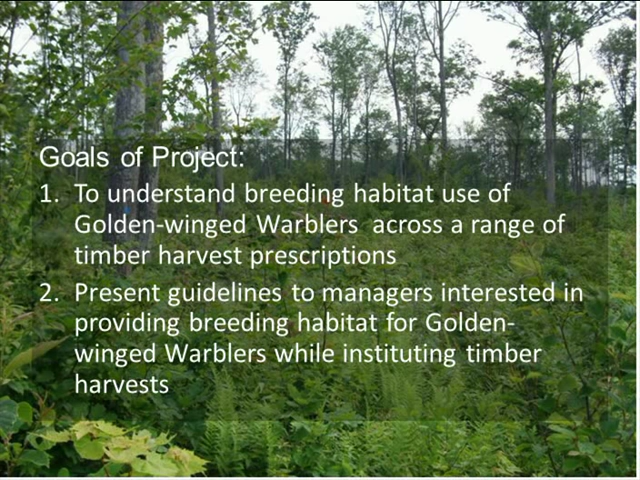 Goals of Project:
1. To understand breeding habitat use of
Golden-winged Warblers across a range of
timber harvest prescriptions
2. Present guidelines to managers interested in
providing breeding habitat for Golden-
winged Warblers while instituting timber
harvests